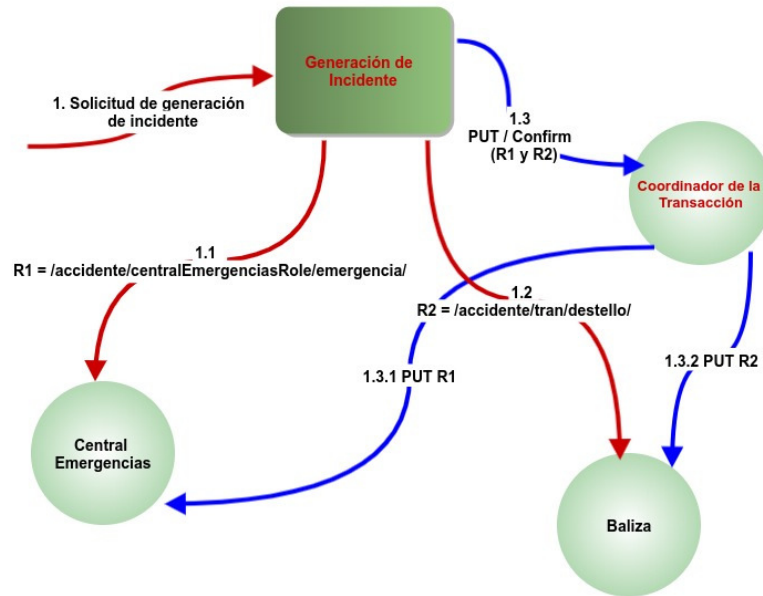 Generación de
Incidente
1. Solicitud de generación
de incidente
1.3
PUT / Confirm
(R1 y R2)
Coordinador de la
Transacción
1.1
R1 = /accidente/centralEmergenciasRole/emergencia/
1.2
R2 = /accidente/tran/destello/
1.3.1 PUT R1
1.3.2 PUT R2
Central
Emergencias
Baliza